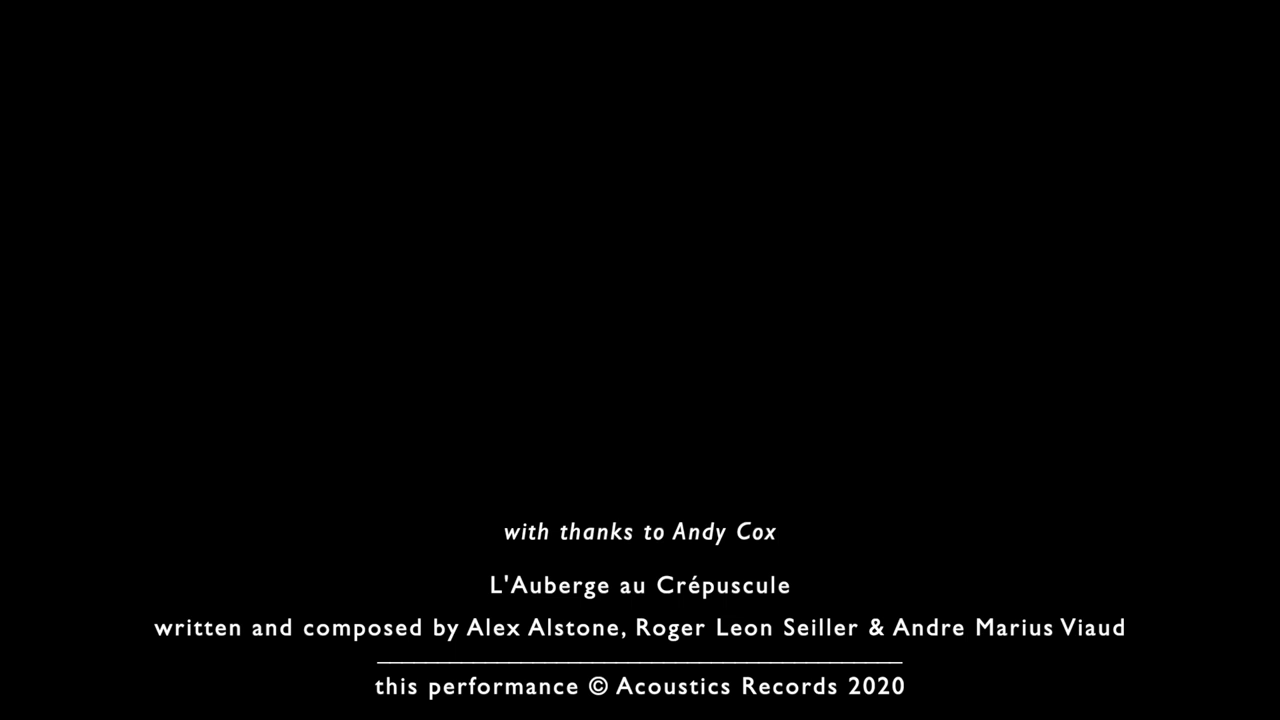 with thanks to Andy Cox
L'Auberge au Crépuscule
written and composed by Alex Alstone, Roger Leon Seiller & Andre Marius Viaud
this performance © Acoustics Records 2020